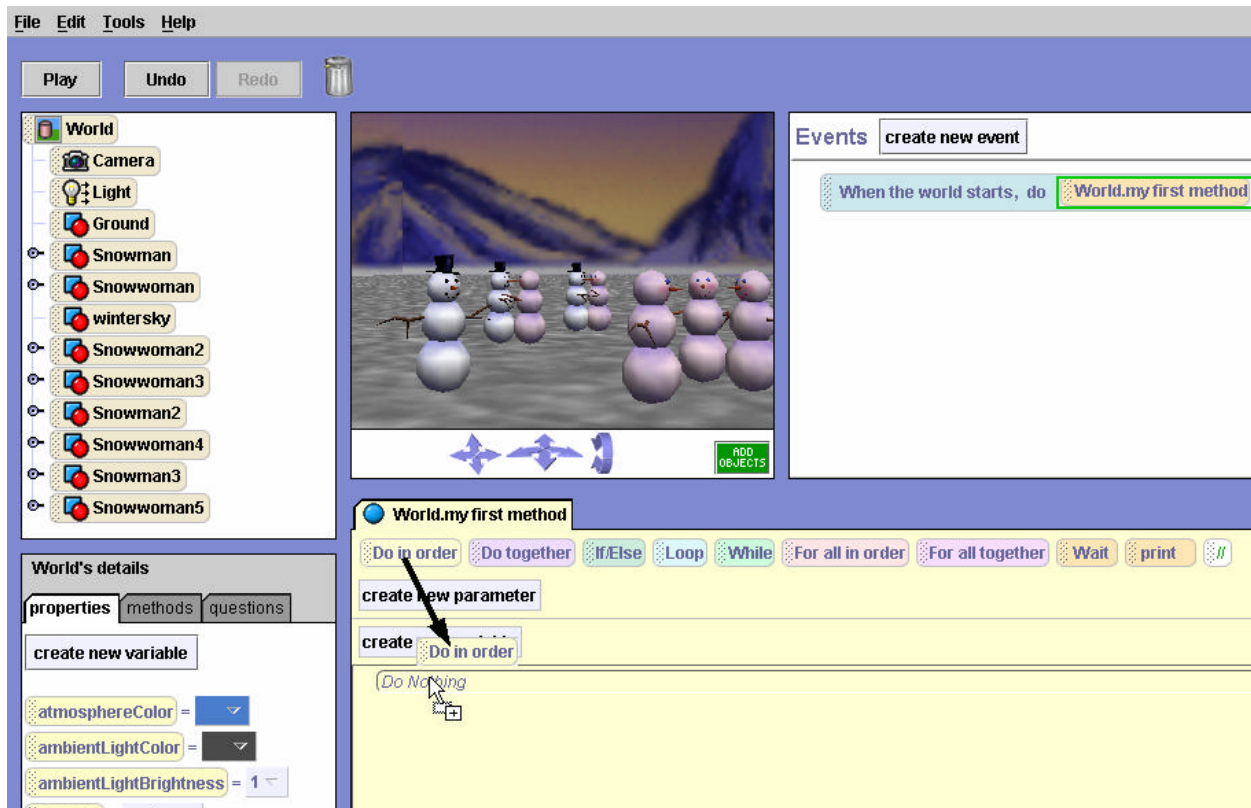 File Edit Tools Help
Play Undo Redo
World
Camera
Light
Ground
Snowman
Snowwoman
wintersky
Snowwoman2
Snowwoman3
Snowman2
Snowwoman4
Snowman3
Snowwoman5
ADD
OBJECTS
Events create new event
When the world starts, do World.my first method
World's details
properties methods questions
create new variable
atmosphereColor =
ambientLightColor =
ambientLightBrightness = 1
World.my first method
Do in order Do together If/Else Loop While For all in order For all together Wait print //
create new parameter
create
Do in order
(Do Nothing